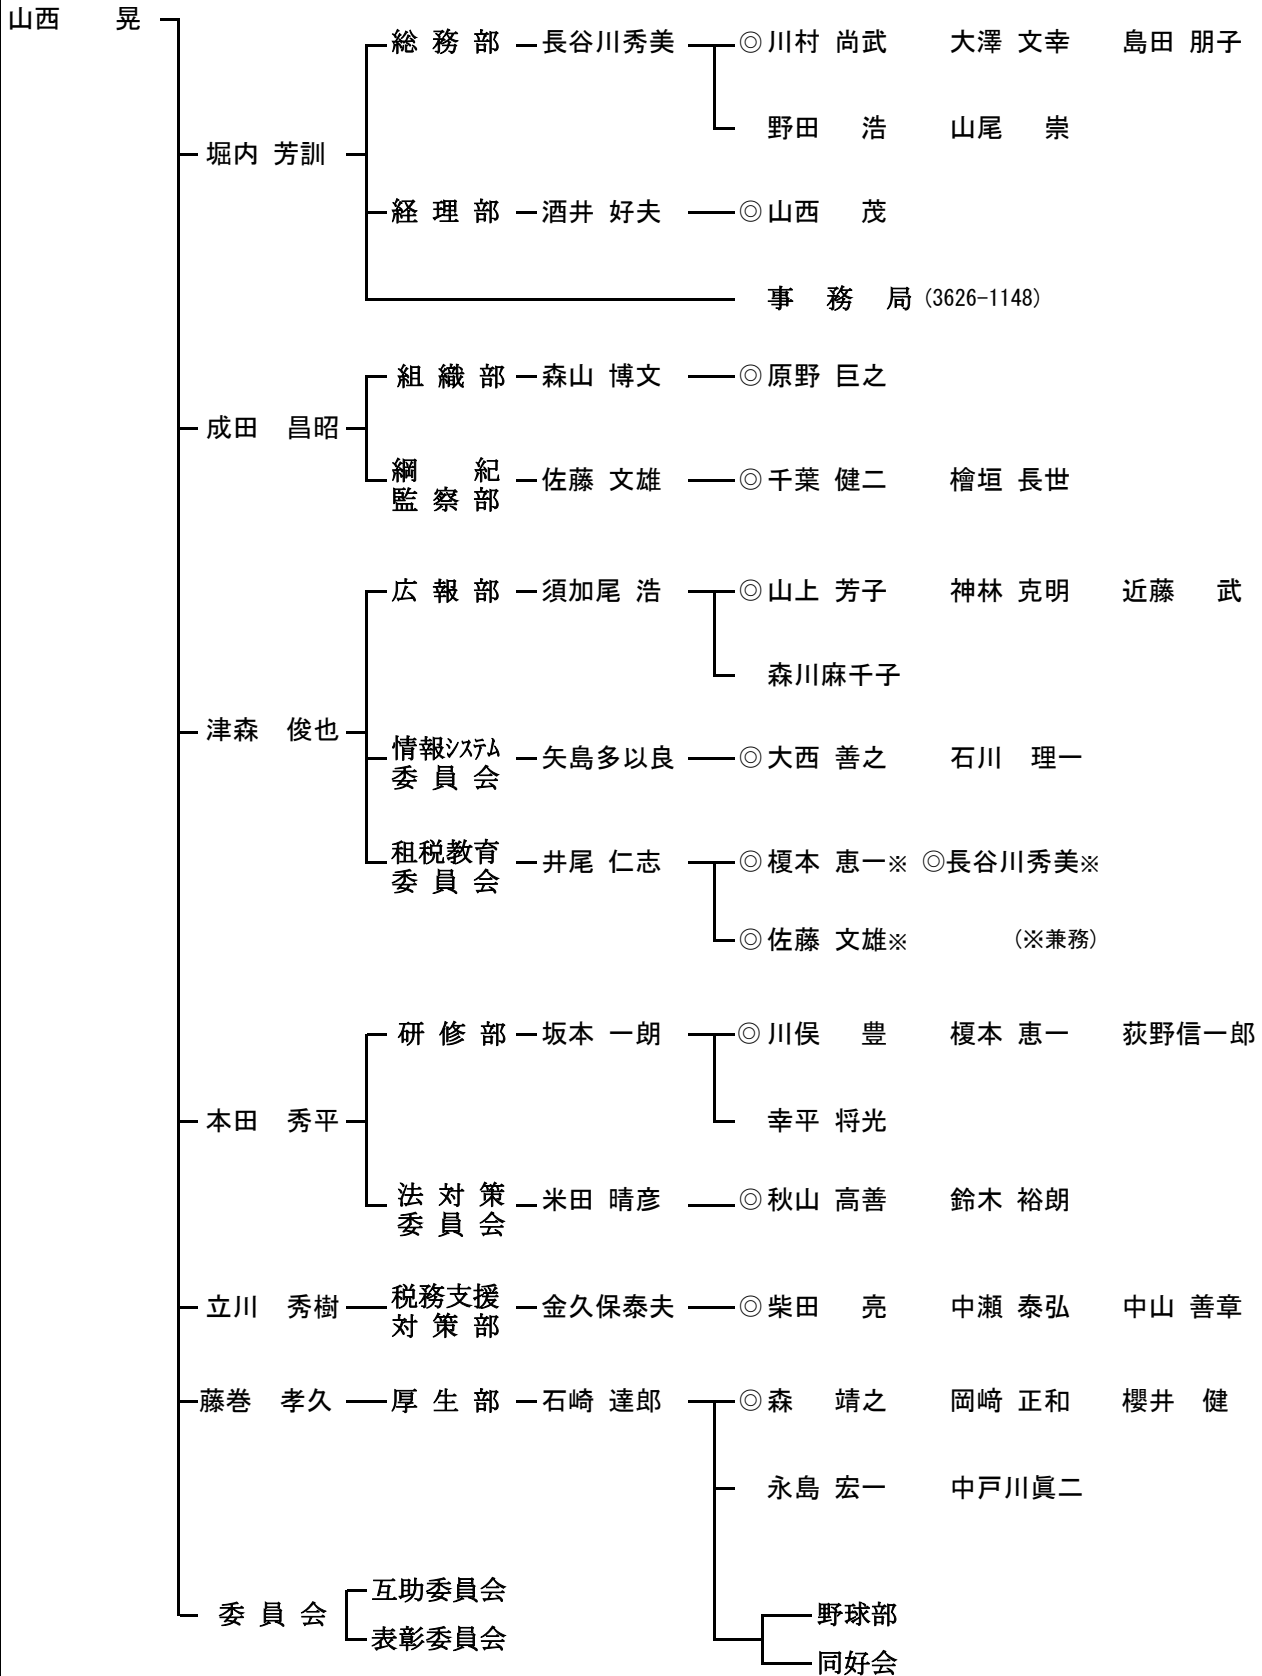 山西　晃
総務部 長谷川秀美 ◎川村 尚武 大澤 文幸 島田 朋子
野田　浩 山尾　崇
堀内 芳訓
経理部 酒井 好夫 ◎山西　茂
事務局 (3626-1148)
組織部 森山 博文 ◎原野 巨之
成田　昌昭
綱紀
監察部 佐藤 文雄 ◎千葉 健二 檜垣 長世
広報部 須加尾 浩 ◎山上 芳子 神林 克明 近藤　武
森川麻千子
津森　俊也
情報システム
委員会 矢島多以良 ◎大西 善之 石川　理一
租税教育
委員会 井尾 仁志 ◎榎本 恵一※ ◎長谷川秀美※
◎佐藤 文雄※ (※兼務)
研修部 坂本 一朗 ◎川俣　豊 榎本 恵一 荻野信一郎
本田　秀平 幸平 将光
法対策
委員会 米田 晴彦 ◎秋山 高善 鈴木 裕朗
立川　秀樹 税務支援
対策部 金久保泰夫 ◎柴田　亮 中瀬 泰弘 中山 善章
藤巻　孝久 厚生部 石崎 達郎 ◎森　靖之 岡﨑 正和 櫻井　健
永島 宏一 中戸川眞二
委員会 互助委員会
表彰委員会
野球部
同好会